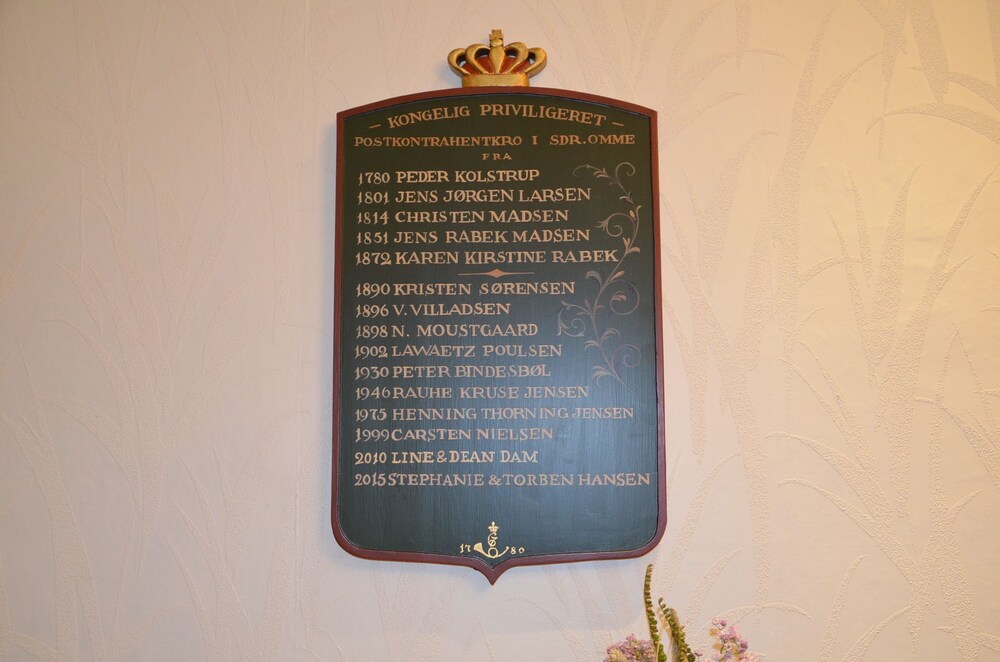 — KONGELIG PRIVILIGERET —
POSTKONTRAHENTKRO I SDR. OMME
FRA
1780 PEDER KOLSTRUP
1801 JENS JØRGEN LARSEN
1814 CHRISTEN MADSEN
1851 JENS RABEK MADSEN
1872 KAREN KIRSTINE RABEK
1890 KRISTEN SØRENSEN
1896 V. VILLADSEN
1898 N. MOUSTGAARD
1902 LAWAETZ POULSEN
1930 PETER BINDESBØL
1946 RAUHE KRUSE JENSEN
1975 HENNING THORNING JENSEN
1999 CARSTEN NIELSEN
2010 LINE & DEAN DAM
2015 STEPHANIE & TORBEN HANSEN
17 80